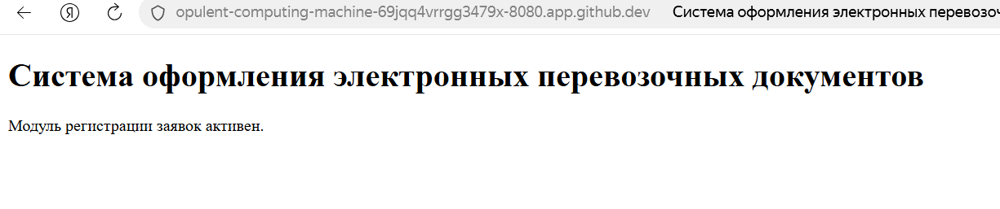 ← Я opulent-computing-machine-69jqq4vrrgg3479x-8080.app.github.dev Система оформления электронных перевозоч
Система оформления электронных перевозочных документов
Модуль регистрации заявок активен.